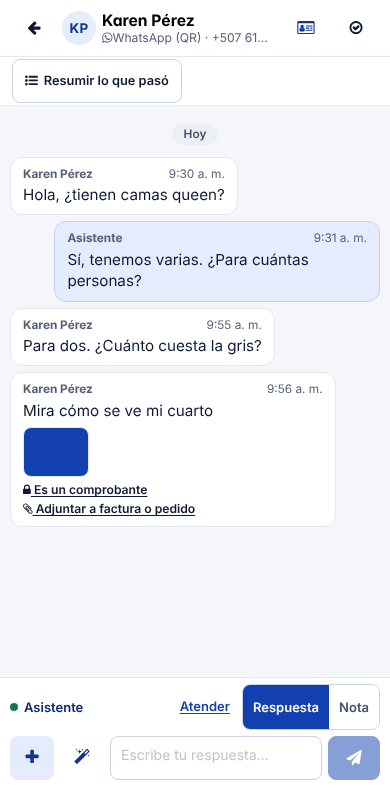 KP
Karen Pérez
WhatsApp (QR) · +507 61...
Resumir lo que pasó
Hoy
Karen Pérez 9:30 a. m.
Hola, ¿tienen camas queen?
Asistente 9:31 a. m.
Sí, tenemos varias. ¿Para cuántas
personas?
Karen Pérez 9:55 a. m.
Para dos. ¿Cuánto cuesta la gris?
Karen Pérez 9:56 a. m.
Mira cómo se ve mi cuarto
Es un comprobante
Adjuntar a factura o pedido
Asistente Atender Respuesta Nota
Escribe tu respuesta...